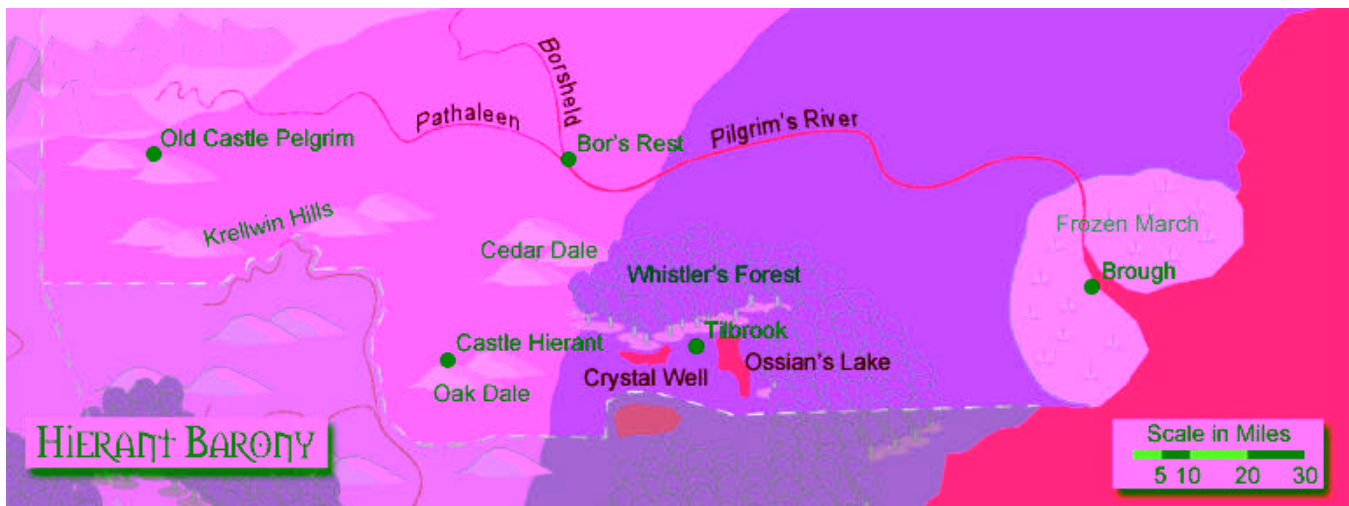 Borsheld
Pathaleen
Pilgrim's River
Old Castle Pelgrim
Bor's Rest
Krellwin Hills
Frozen March
Cedar Dale
Whistler's Forest
Brough
Tilbrook
Castle Hierant
Ossian's Lake
Crystal Well
Oak Dale
Hierant Barony
Scale in Miles
5 10 20 30